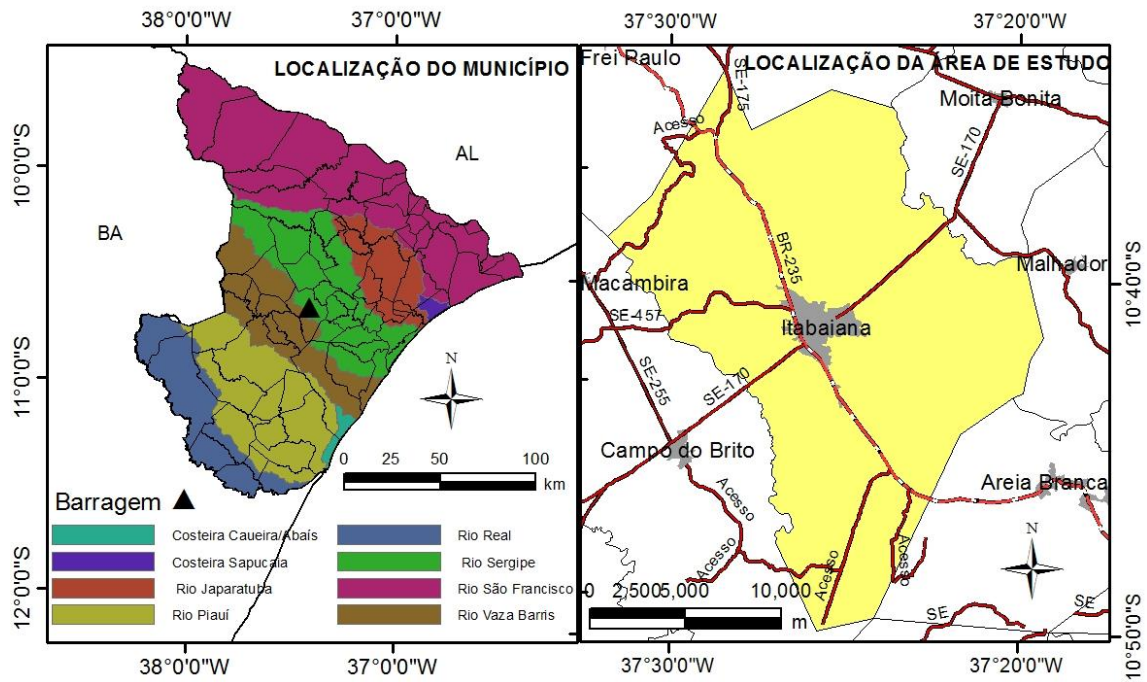 38°0'0"W
37°0'0"W
37°30'0"W
37°20'0"W
LOCALIZAÇÃO DO MUNICÍPIO
LOCALIZAÇÃO DA ÁREA DE ESTUDO
10°0'0"S
11°0'0"S
12°0'0"S
AL
BA
N
0 50 100
km
Barragem
Costeira Caueira/Abaís
Costeira Sapucaia
Rio Japaratuba
Rio Piauí
Rio Real
Rio Sergipe
Rio São Francisco
Rio Vaza Barris
38°0'0"W
37°0'0"W
Frei Paulo
SE-175
Moita Bonita
Acesso
SE-170
BR-235
Malhador
10°40'0"S
Macambira
SE-457
Itabaiana
SE-255
SE-170
Campo do Brito
Areia Branca
Acesso
Acesso
Acesso
Acesso
N
0 2,500 5,000 10,000
m
SE
SE
10°50'0"S
37°30'0"W
37°20'0"W